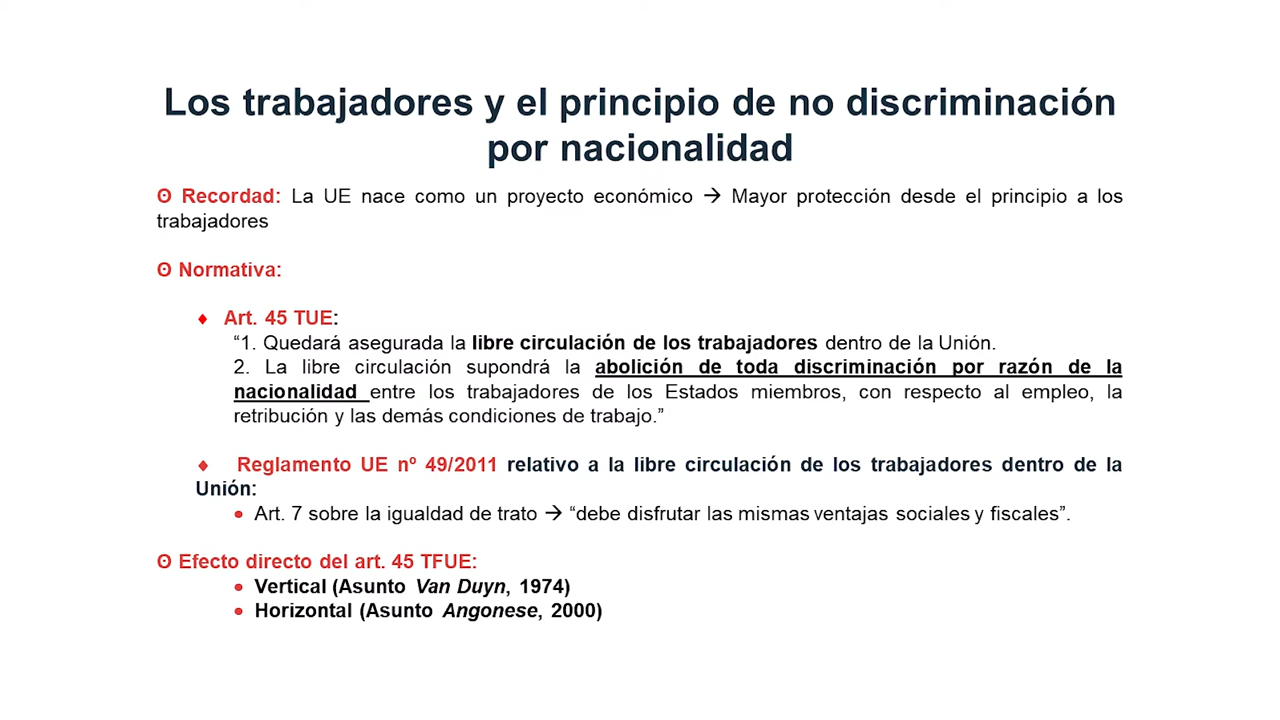 Los trabajadores y el principio de no discriminación
por nacionalidad
ʘ Recordad: La UE nace como un proyecto económico → Mayor protección desde el principio a los
trabajadores
ʘ Normativa:
♦ Art. 45 TUE:
“1. Quedará asegurada la libre circulación de los trabajadores dentro de la Unión.
2. La libre circulación supondrá la abolición de toda discriminación por razón de la
nacionalidad entre los trabajadores de los Estados miembros, con respecto al empleo, la
retribución y las demás condiciones de trabajo.”
♦ Reglamento UE nº 49/2011 relativo a la libre circulación de los trabajadores dentro de la
Unión:
• Art. 7 sobre la igualdad de trato → “debe disfrutar las mismas ventajas sociales y fiscales”.
ʘ Efecto directo del art. 45 TFUE:
• Vertical (Asunto Van Duyn, 1974)
• Horizontal (Asunto Angonese, 2000)